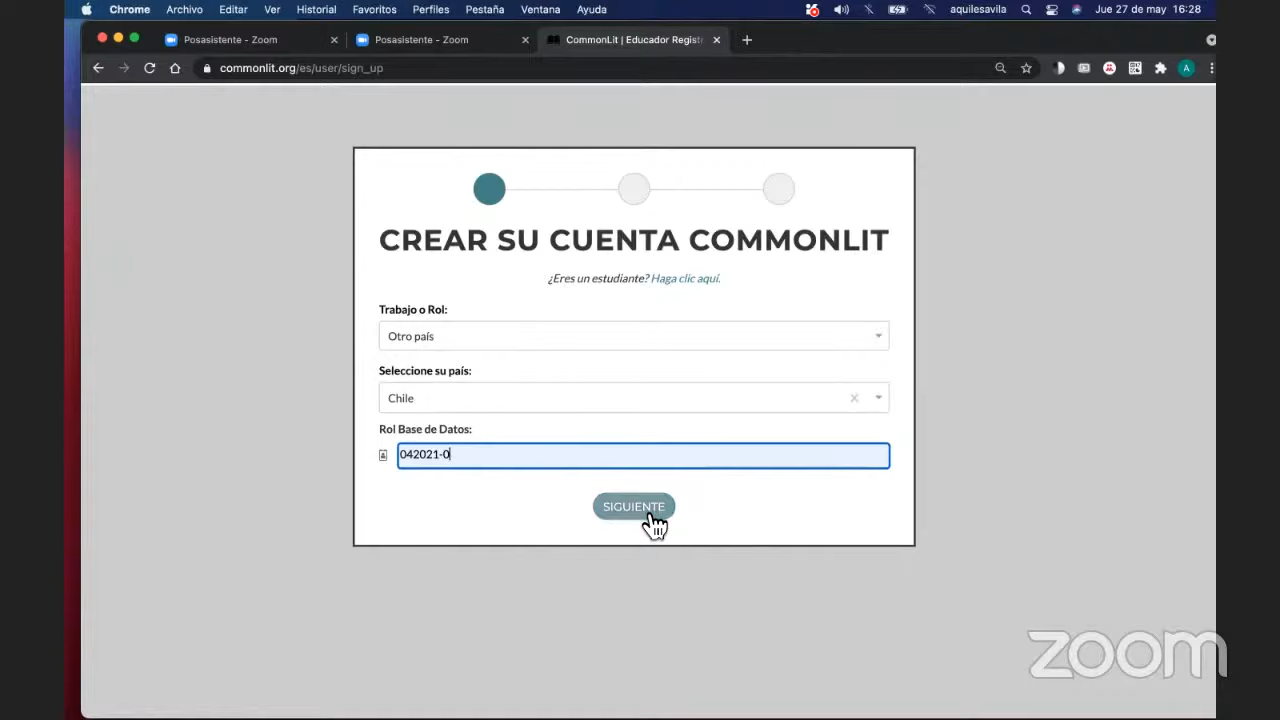 Chrome Archivo Editar Ver Historial Favoritos Perfiles Pestaña Ventana Ayuda aquilesavila Jue 27 de may 16:28
Posasistente - Zoom Posasistente - Zoom CommonLit | Educador Registr
commonlit.org/es/user/sign_up A
CREAR SU CUENTA COMMONLIT
¿Eres un estudiante? Haga clic aquí.
Trabajo o Rol:
Otro país
Seleccione su país:
Chile
Rol Base de Datos:
042021-0
SIGUIENTE
zoom